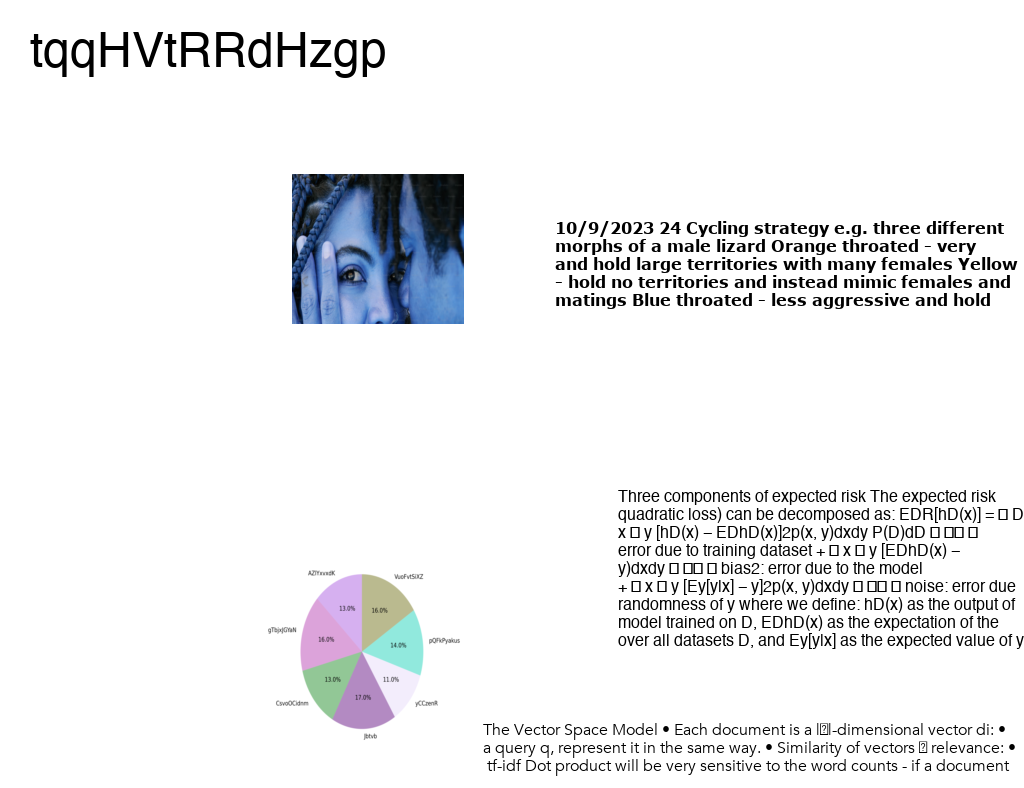 tqqHVtRRdHzgp
10/9/2023 24 Cycling strategy e.g. three different
morphs of a male lizard Orange throated – very
and hold large territories with many females Yellow
– hold no territories and instead mimic females and
matings Blue throated – less aggressive and hold
Three components of expected risk The expected risk
quadratic loss) can be decomposed as: EDR[hD(x)] = □ D
x □ y [hD(x) − EDhD(x)]2p(x, y)dxdy P(D)dD □ □□ □
error due to training dataset + □ x □ y [EDhD(x) −
y)dxdy □ □□ □ bias2: error due to the model
+ □ x □ y [Ey[y|x] − y]2p(x, y)dxdy □ □□ □ noise: error due
randomness of y where we define: hD(x) as the output of
model trained on D, EDhD(x) as the expectation of the
over all datasets D, and Ey[y|x] as the expected value of y
AZlYxvxdK
VuoFvtSiXZ
13.0%
16.0%
gTbjxJGYaN
16.0%
14.0%
pQFkPyakus
13.0%
11.0%
CsvoOCidnm
17.0%
yCCzenR
Jbtvb
The Vector Space Model • Each document is a |□|-dimensional vector di: •
a query q, represent it in the same way. • Similarity of vectors □ relevance: •
tf-idf Dot product will be very sensitive to the word counts - if a document